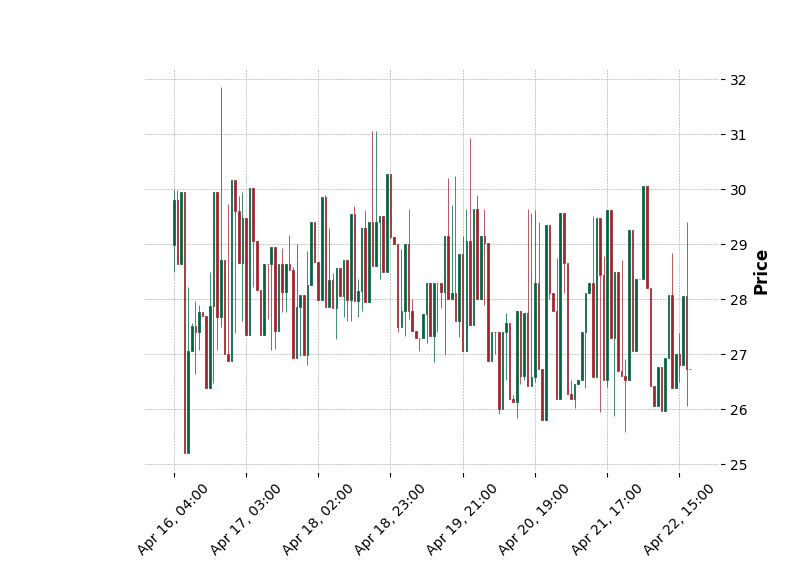 32
31
30
29
28
27
26
25
Price
Apr 16, 04:00
Apr 17, 03:00
Apr 18, 02:00
Apr 18, 23:00
Apr 19, 21:00
Apr 20, 19:00
Apr 21, 17:00
Apr 22, 15:00